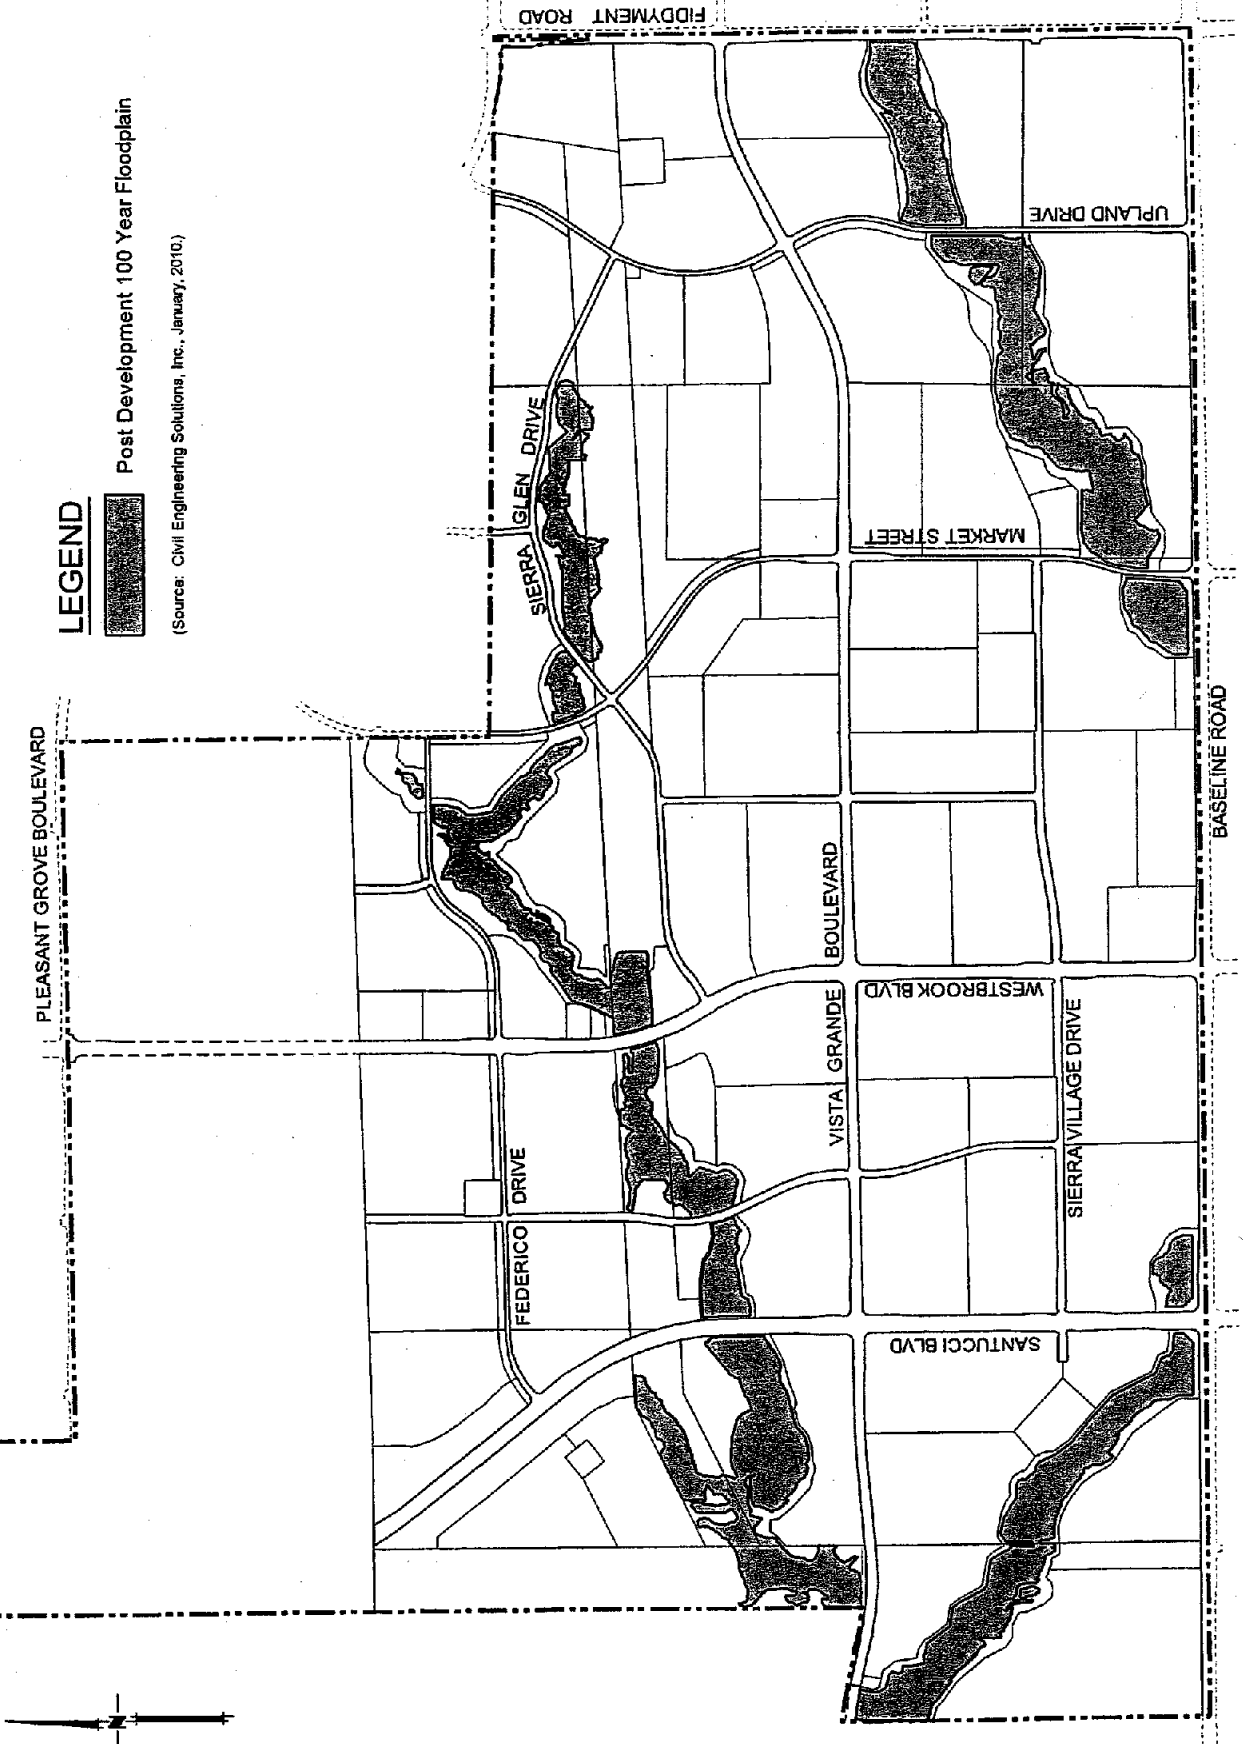 LEGEND
Post Development 100 Year Floodplain
(Source: Civil Engineering Solutions, Inc., January, 2010.)
PLEASANT GROVE BOULEVARD
FIDDYMENT ROAD
UPLAND DRIVE
SIERRA GLEN DRIVE
MARKET STREET
BASELINE ROAD
VISTA GRANDE BOULEVARD
WESTBROOK BLVD
SIERRA VILLAGE DRIVE
FEDERICO DRIVE
SANTUCCI BLVD
N